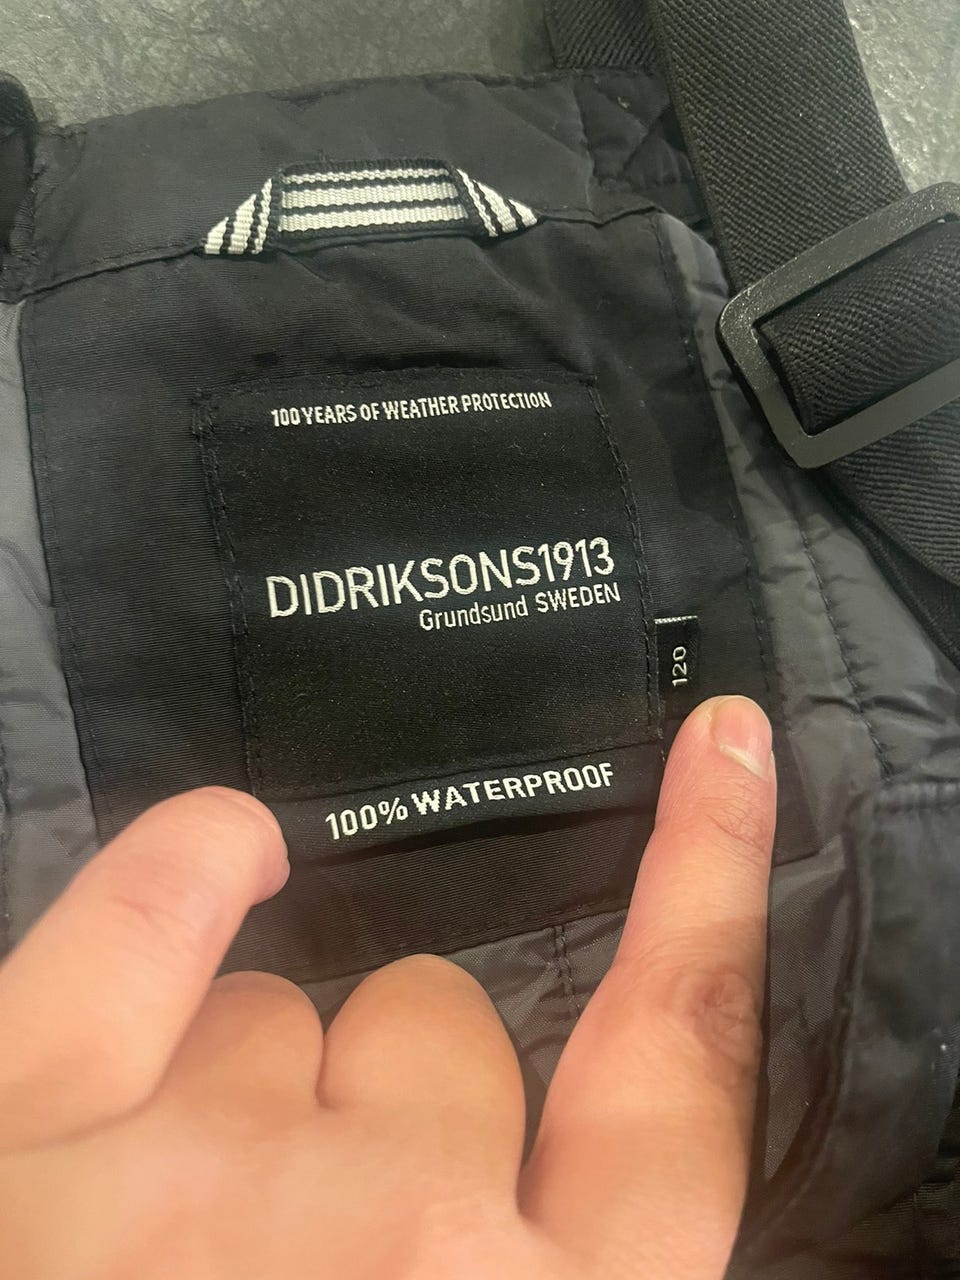 100 YEARS OF WEATHER PROTECTION
DIDRIKSONS1913
Grundsund SWEDEN
120
100% WATERPROOF